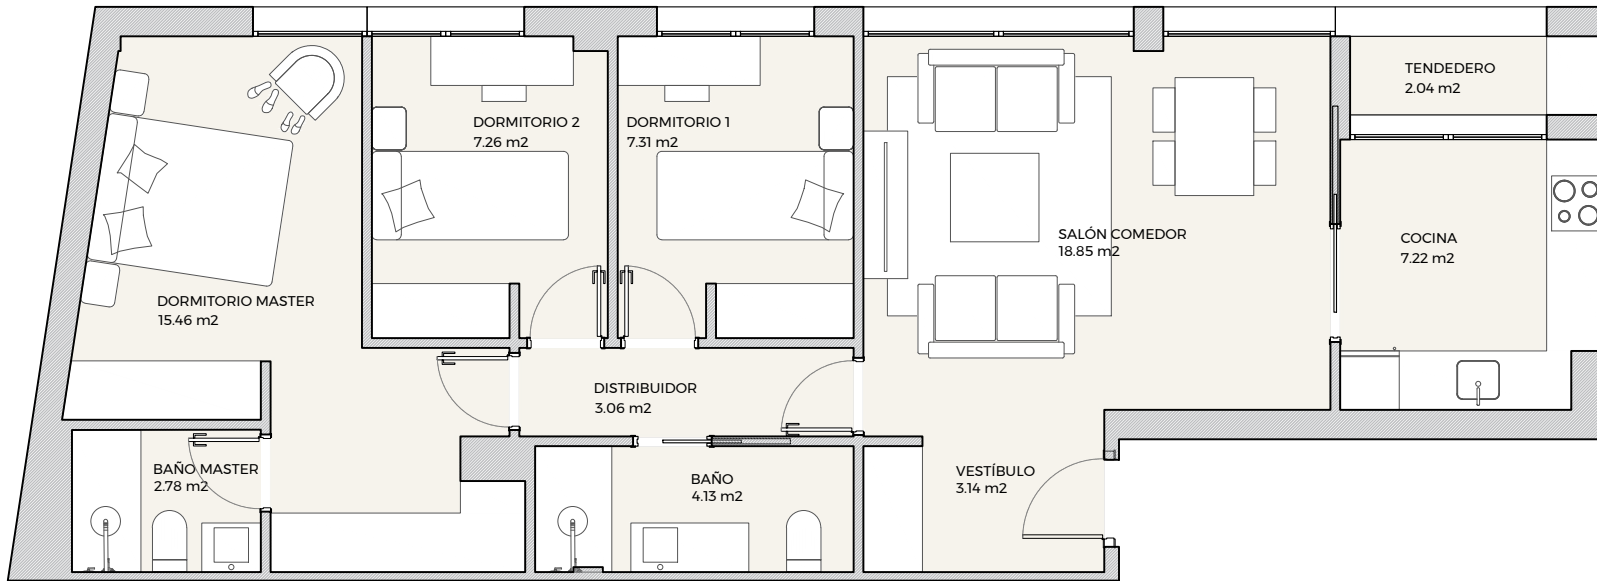 TENDEDERO
2.04 m2
DORMITORIO 2
7.26 m2
DORMITORIO 1
7.31 m2
SALÓN COMEDOR
18.85 m2
COCINA
7.22 m2
DORMITORIO MASTER
15.46 m2
DISTRIBUIDOR
3.06 m2
BAÑO MASTER
2.78 m2
BAÑO
4.13 m2
VESTÍBULO
3.14 m2